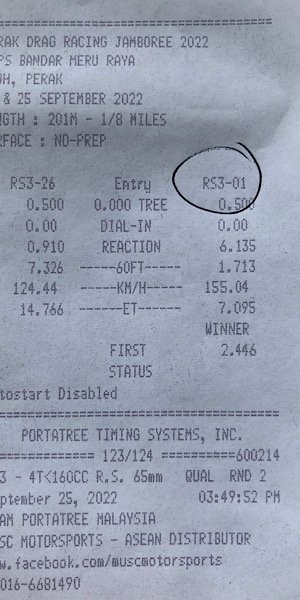 RAK DRAG RACING JAMBOREE 2022
PS BANDAR MERU RAYA
OH, PERAK
& 25 SEPTEMBER 2022
NGTH : 201M - 1/8 MILES
RFACE : NO-PREP
RS3-26 Entry RS3-01
0.500 0.000 TREE 0.500
0.00 DIAL-IN 0.00
0.910 REACTION 6.135
7.326 -----60FT----- 1.713
124.44 -----KM/H----- 155.04
14.766 ------ET------ 7.095
WINNER
FIRST 2.446
STATUS
tostart Disabled
PORTATREE TIMING SYSTEMS, INC.
============ 123/124 ==========600214
3 - 4T<160CC R.S. 65mm QUAL RND 2
ptember 25, 2022 03:49:52 PM
AM PORTATREE MALAYSIA
SC MOTORSPORTS - ASEAN DISTRIBUTOR
w.facebook.com/muscmotorsports
016-6681490